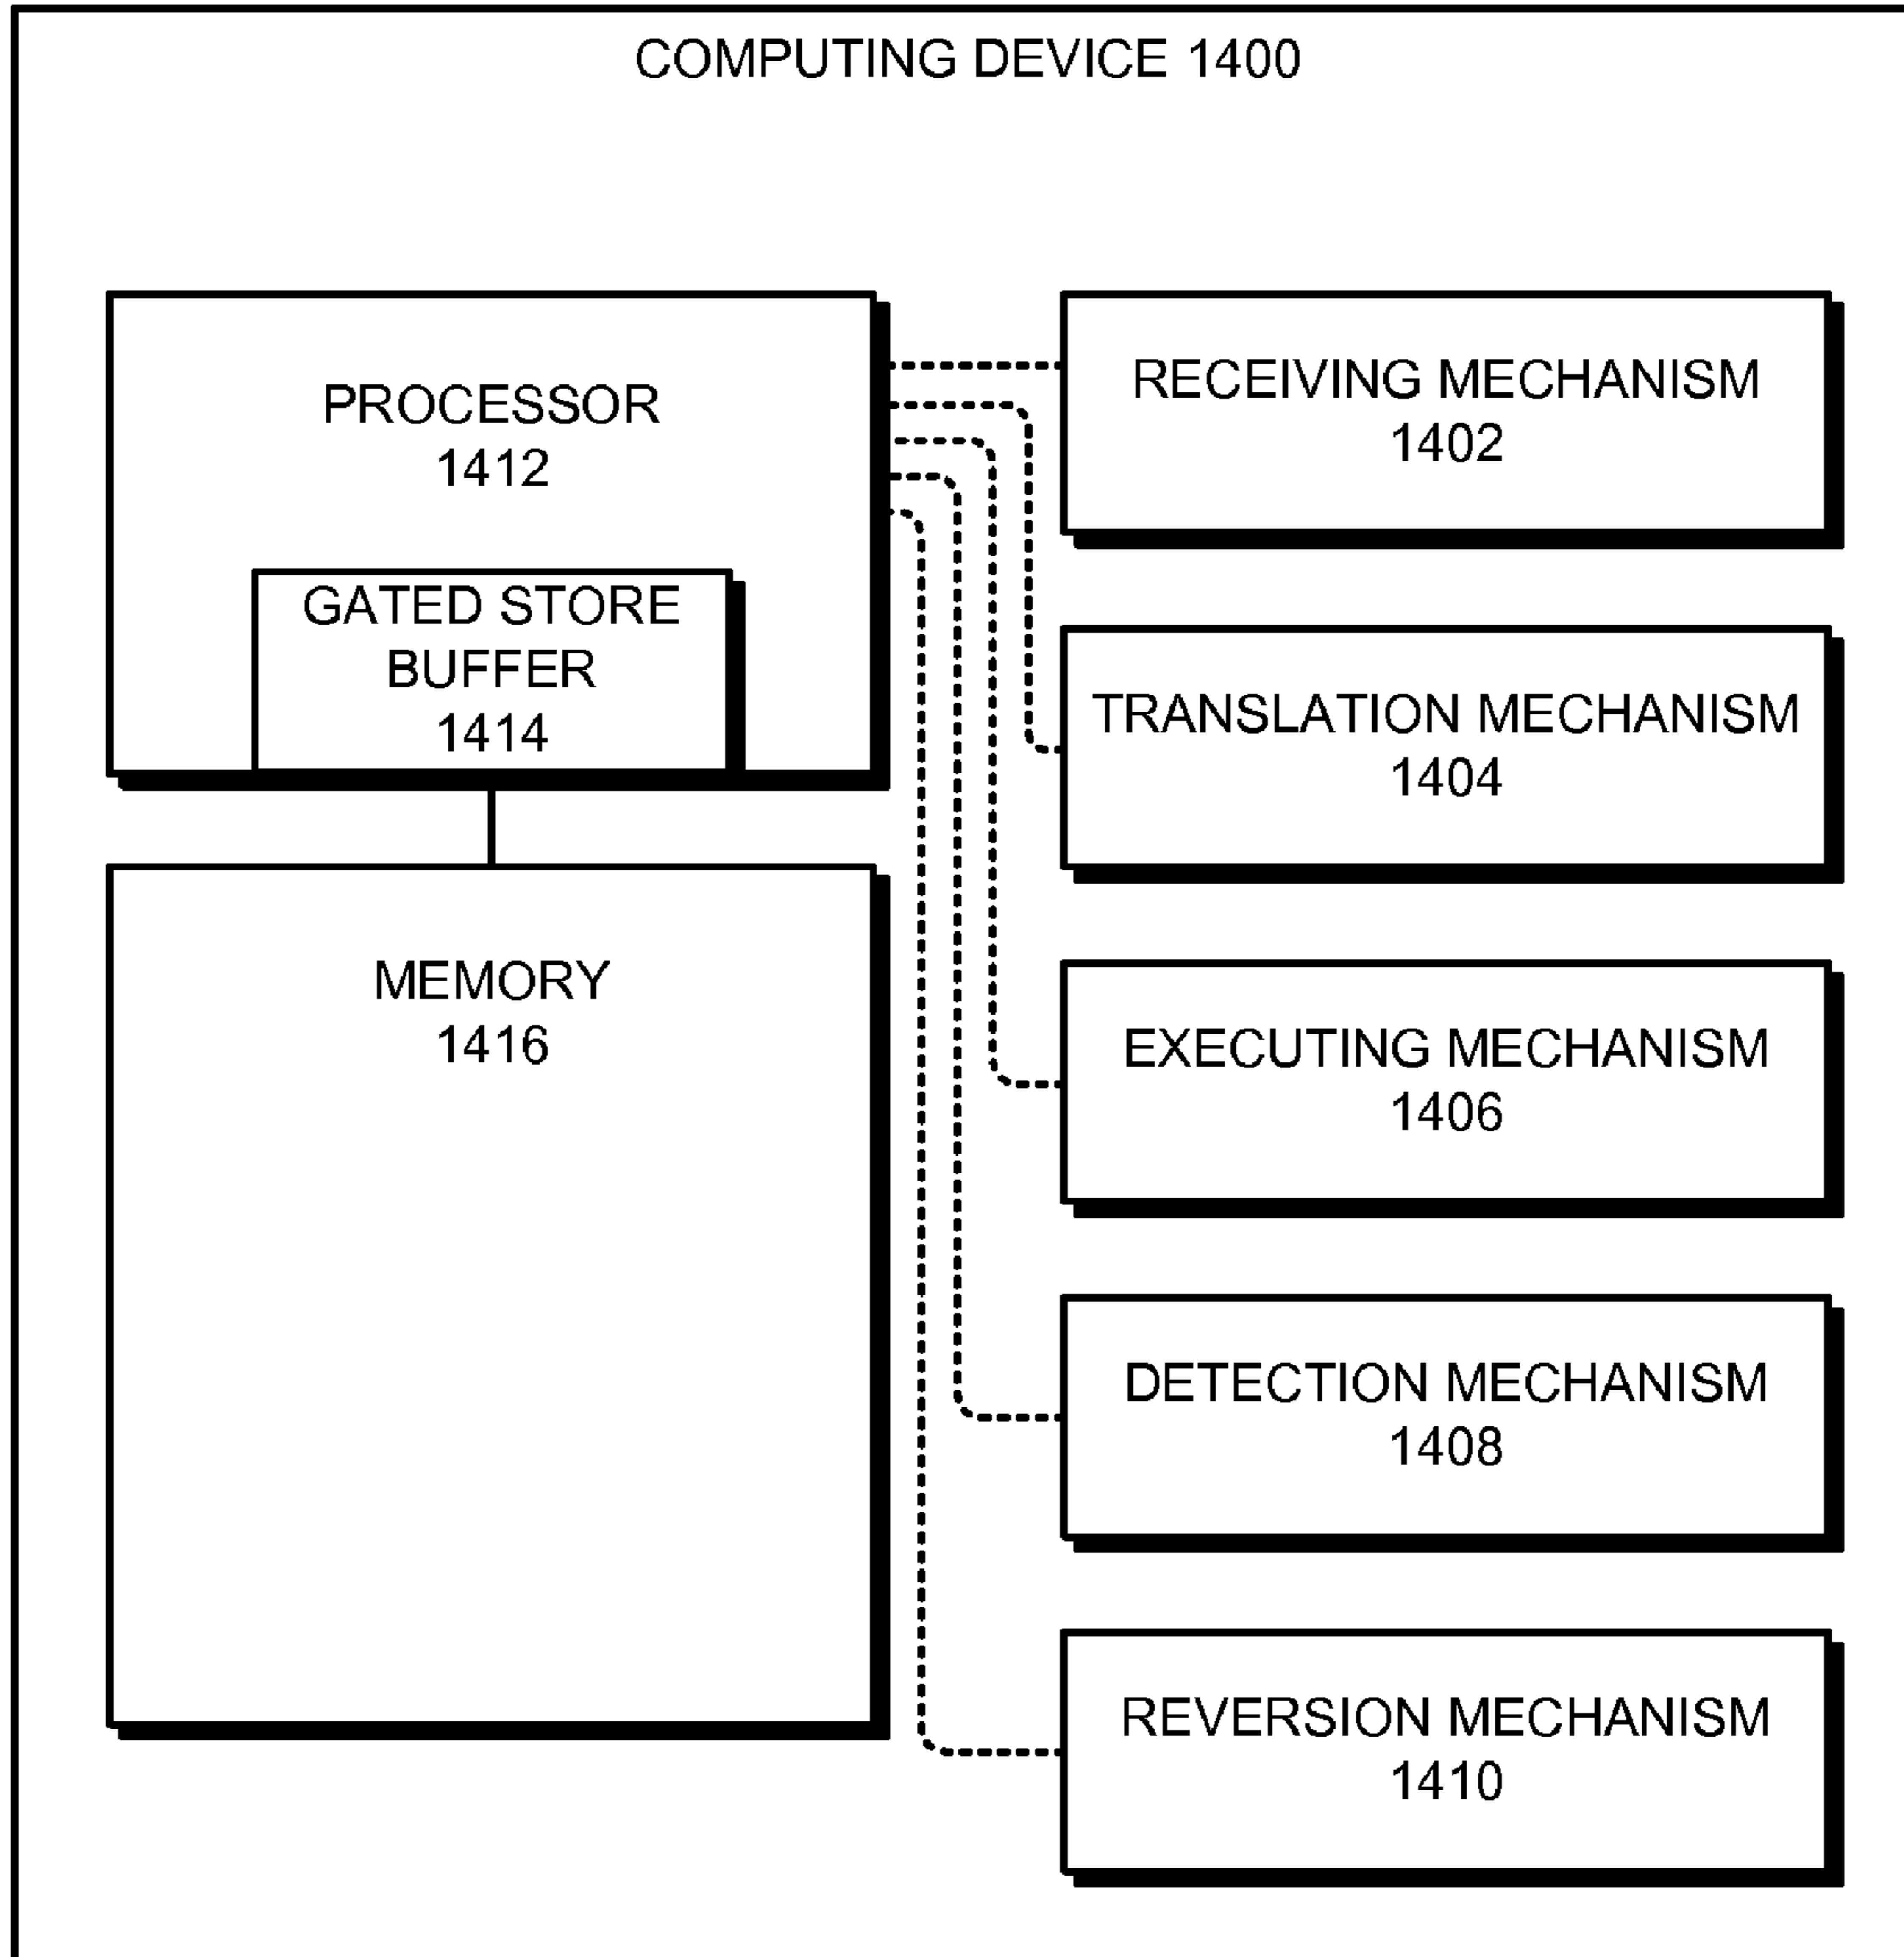 COMPUTING DEVICE 1400
PROCESSOR
1412
GATED STORE
BUFFER
1414
MEMORY
1416
RECEIVING MECHANISM
1402
TRANSLATION MECHANISM
1404
EXECUTING MECHANISM
1406
DETECTION MECHANISM
1408
REVERSION MECHANISM
1410